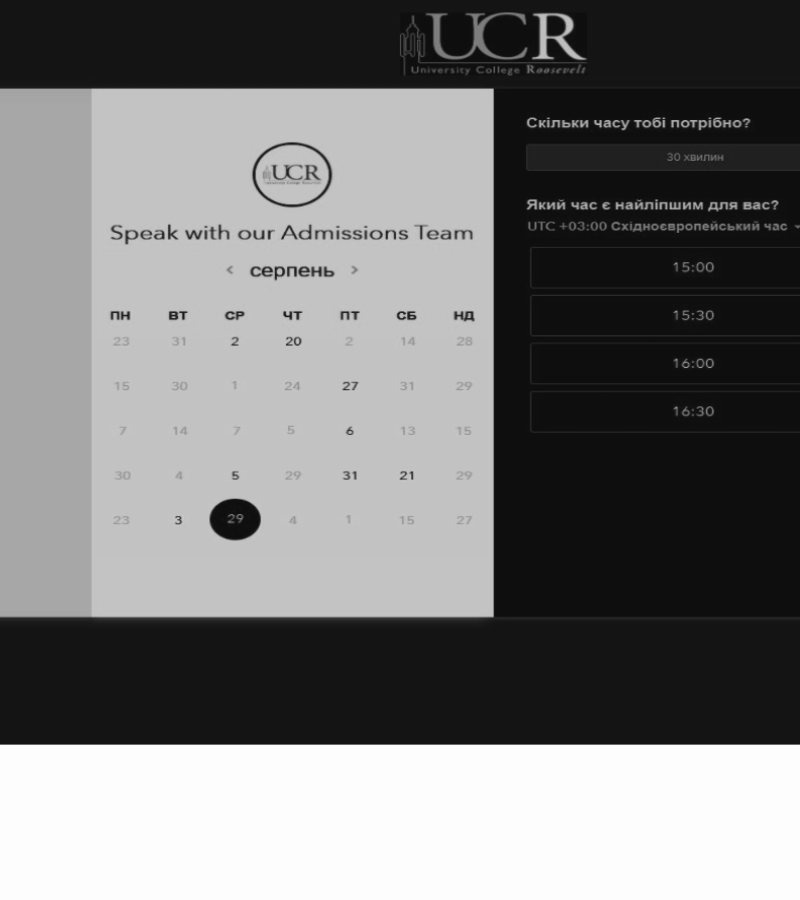 UCR
University College Roosevelt
UCR
University College Roosevelt
Speak with our Admissions Team
< серпень >
ПН ВТ СР ЧТ ПТ СБ НД
23 31 2 20 2 14 28
15 30 1 24 27 31 29
7 14 7 5 6 13 15
30 4 5 29 31 21 29
23 3 29 4 1 15 27
Скільки часу тобі потрібно?
30 хвилин
Який час є найліпшим для вас?
UTC +03:00 Східноєвропейський час
15:00
15:30
16:00
16:30